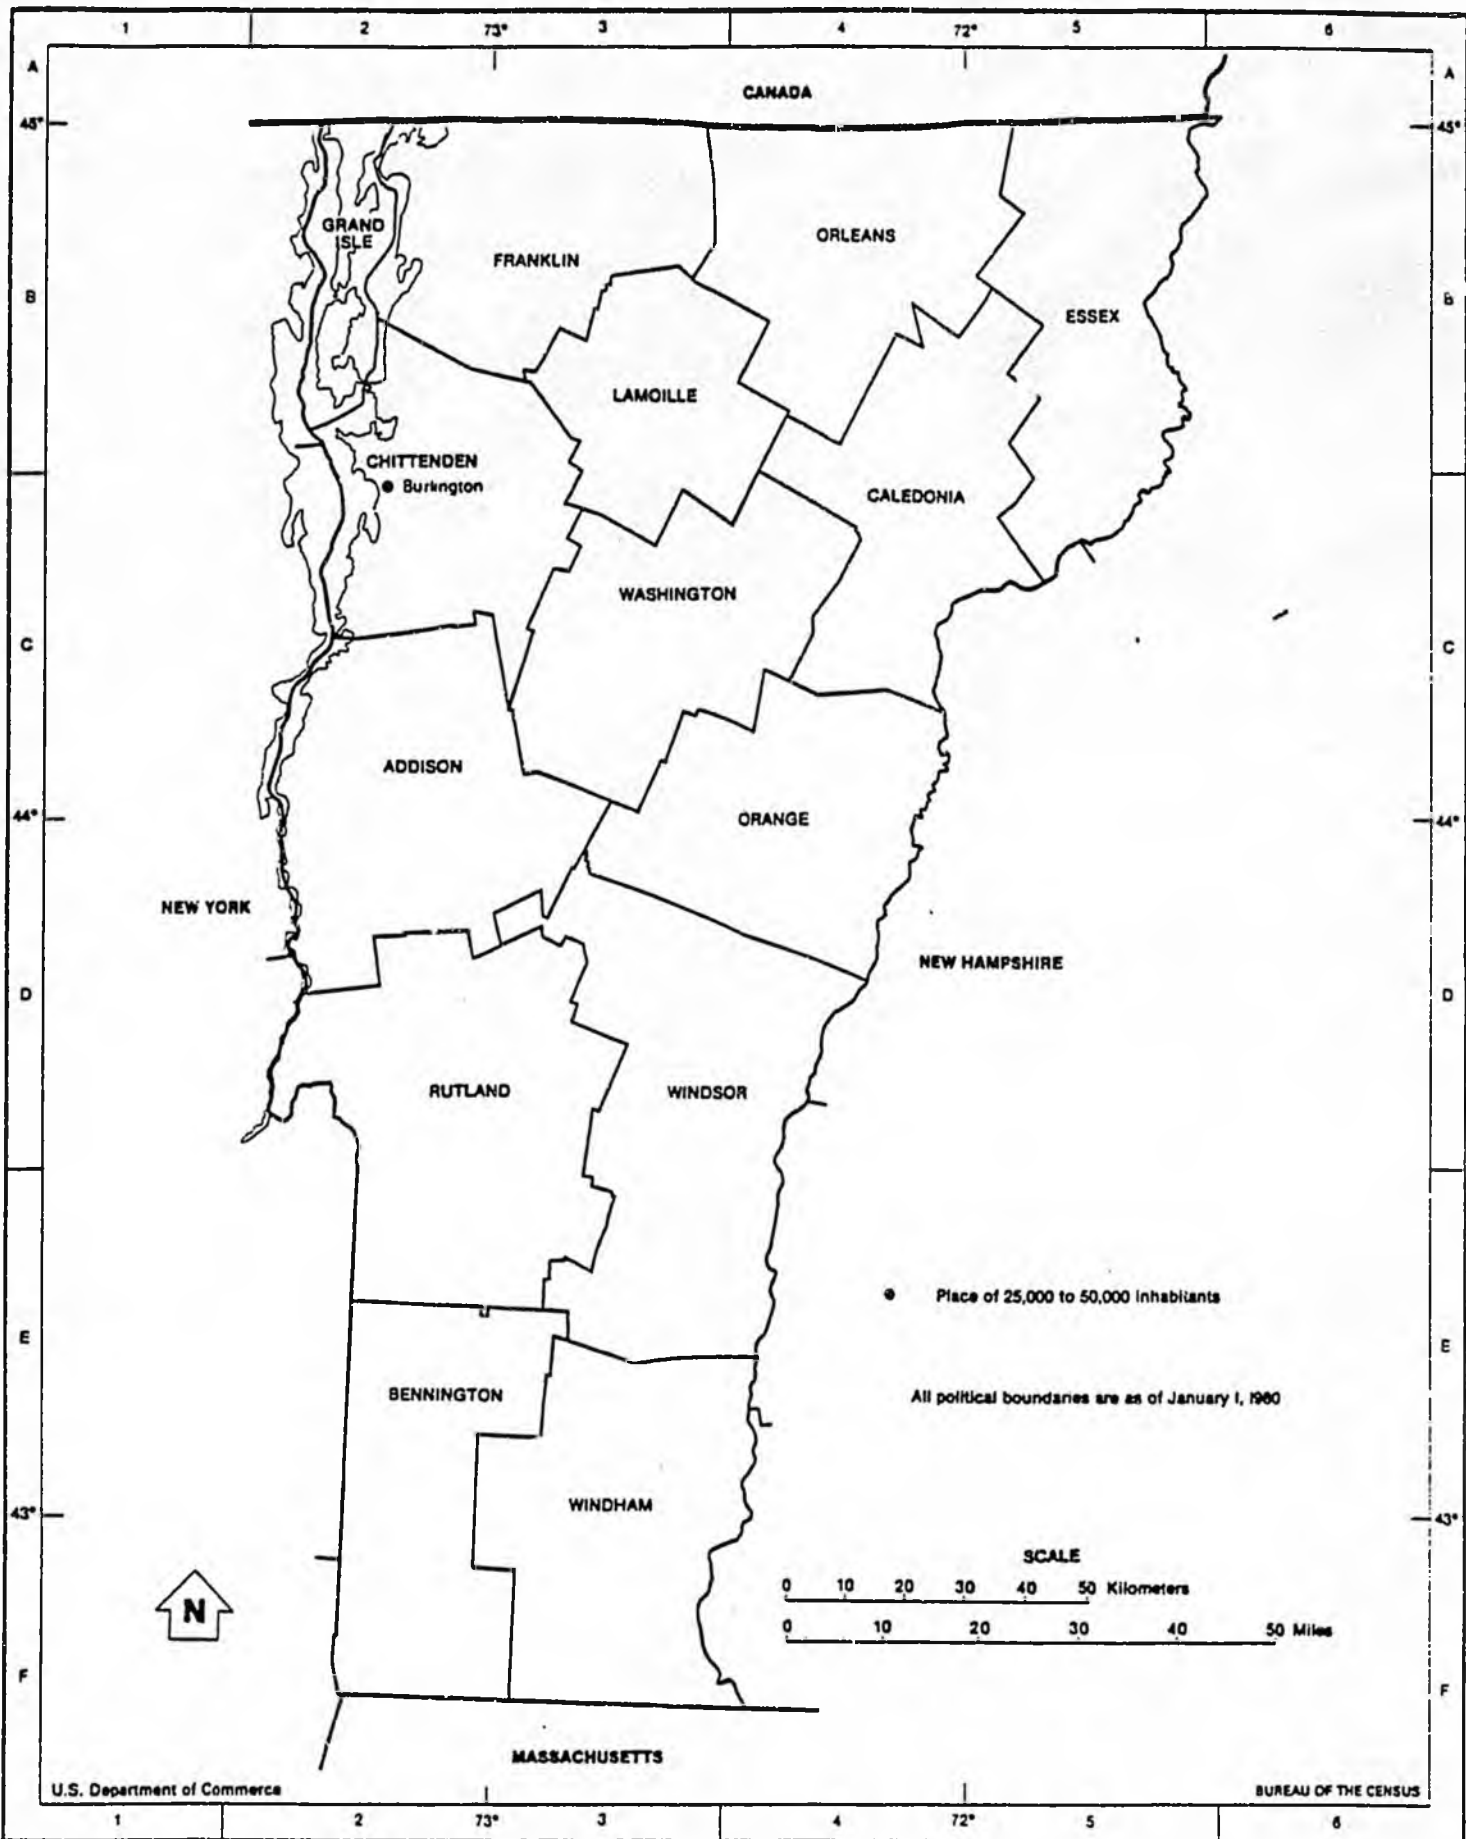 1 2 73° 3 4 72° 5 6
A A
CANADA
45° 45°
GRAND
ISLE
ORLEANS
FRANKLIN
B B
ESSEX
LAMOILLE
CHITTENDEN
Burlington
CALEDONIA
WASHINGTON
C C
ADDISON
44° 44°
ORANGE
NEW YORK
NEW HAMPSHIRE
D D
RUTLAND
WINDSOR
Place of 25,000 to 50,000 inhabitants
E E
BENNINGTON
All political boundaries are as of January 1, 1980
WINDHAM
43° 43°
SCALE
0 10 20 30 40 50 Kilometers
N
0 10 20 30 40 50 Miles
F F
MASSACHUSETTS
U.S. Department of Commerce
BUREAU OF THE CENSUS
1 2 73° 3 4 72° 5 6